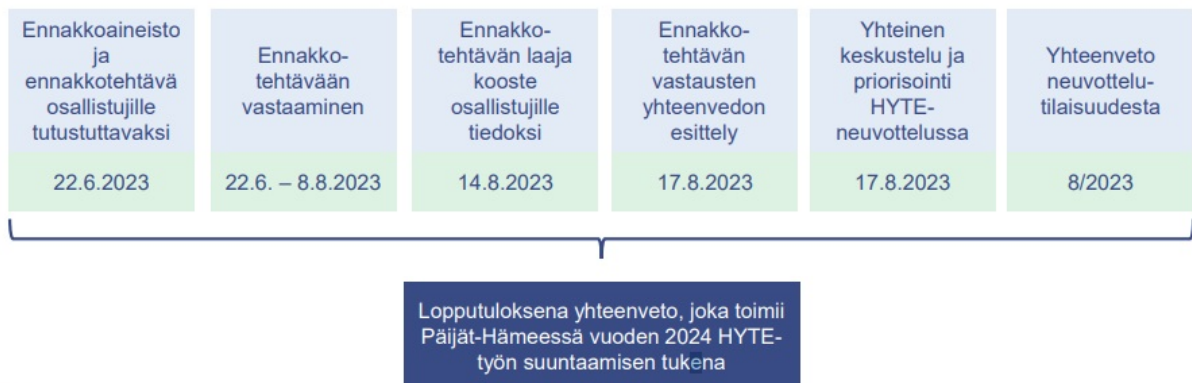 Ennakkoaineisto
ja
ennakkotehtävä
osallistujille
tutustuttavaksi
22.6.2023
Ennakko-
tehtävään
vastaaminen
22.6. – 8.8.2023
Ennakko-
tehtävän laaja
kooste
osallistujille
tiedoksi
14.8.2023
Ennakko-
tehtävän
vastausten
yhteenvedon
esittely
17.8.2023
Yhteinen
keskustelu ja
priorisointi
HYTE-
neuvottelussa
17.8.2023
Yhteenveto
neuvottelu-
tilaisuudesta
8/2023
Lopputuloksena yhteenveto, joka toimii
Päijät-Hämeessä vuoden 2024 HYTE-
työn suuntaamisen tukena